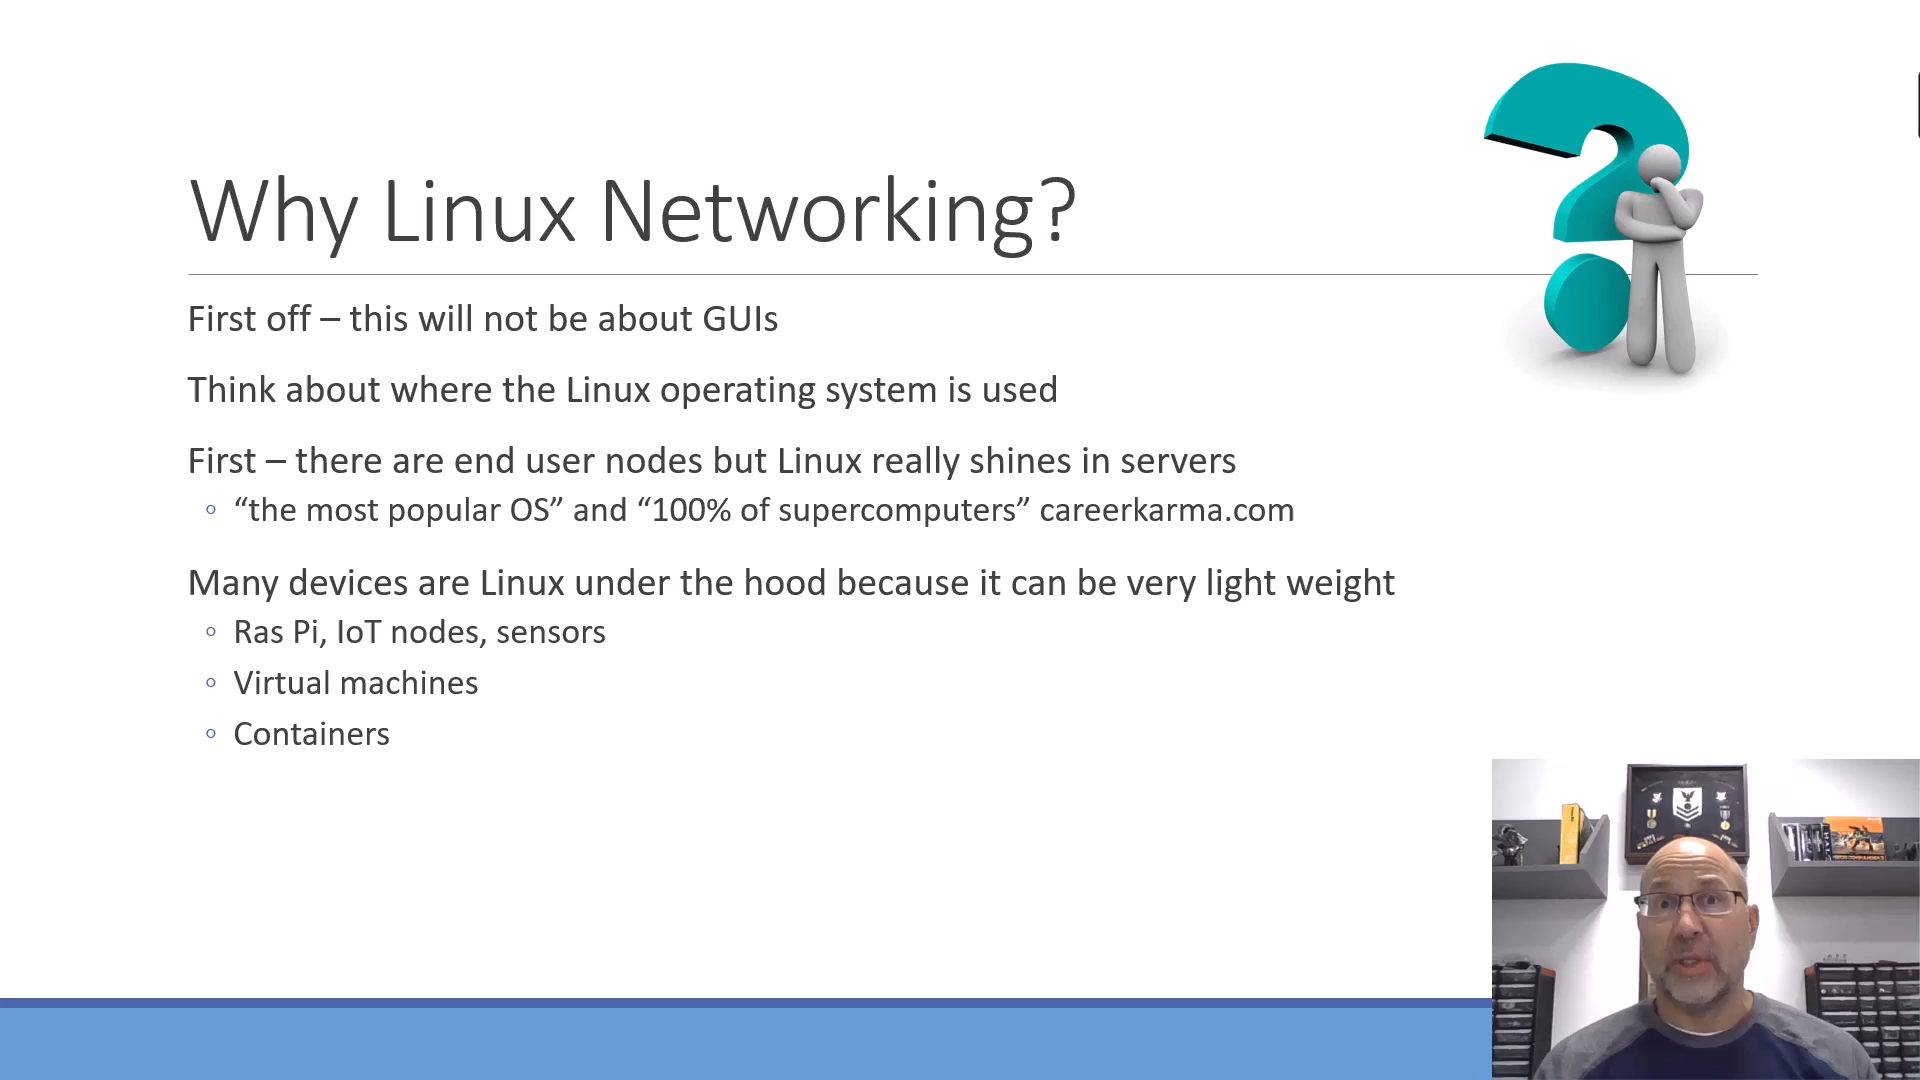 Why Linux Networking?
First off – this will not be about GUIs
Think about where the Linux operating system is used
First – there are end user nodes but Linux really shines in servers
◦ “the most popular OS” and “100% of supercomputers” careerkarma.com
Many devices are Linux under the hood because it can be very light weight
◦ Ras Pi, IoT nodes, sensors
◦ Virtual machines
◦ Containers